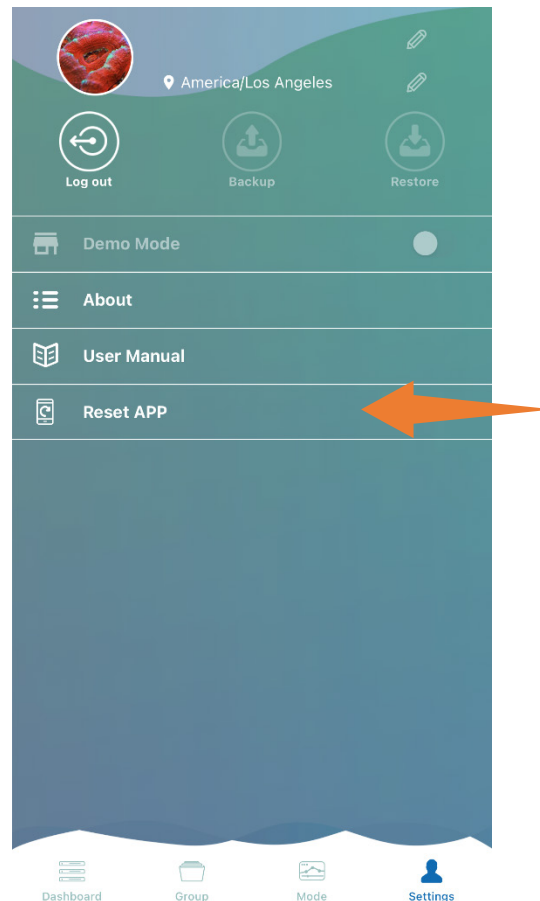 America/Los Angeles
Log out
Backup
Restore
Demo Mode
About
User Manual
Reset APP
Dashboard
Group
Mode
Settings